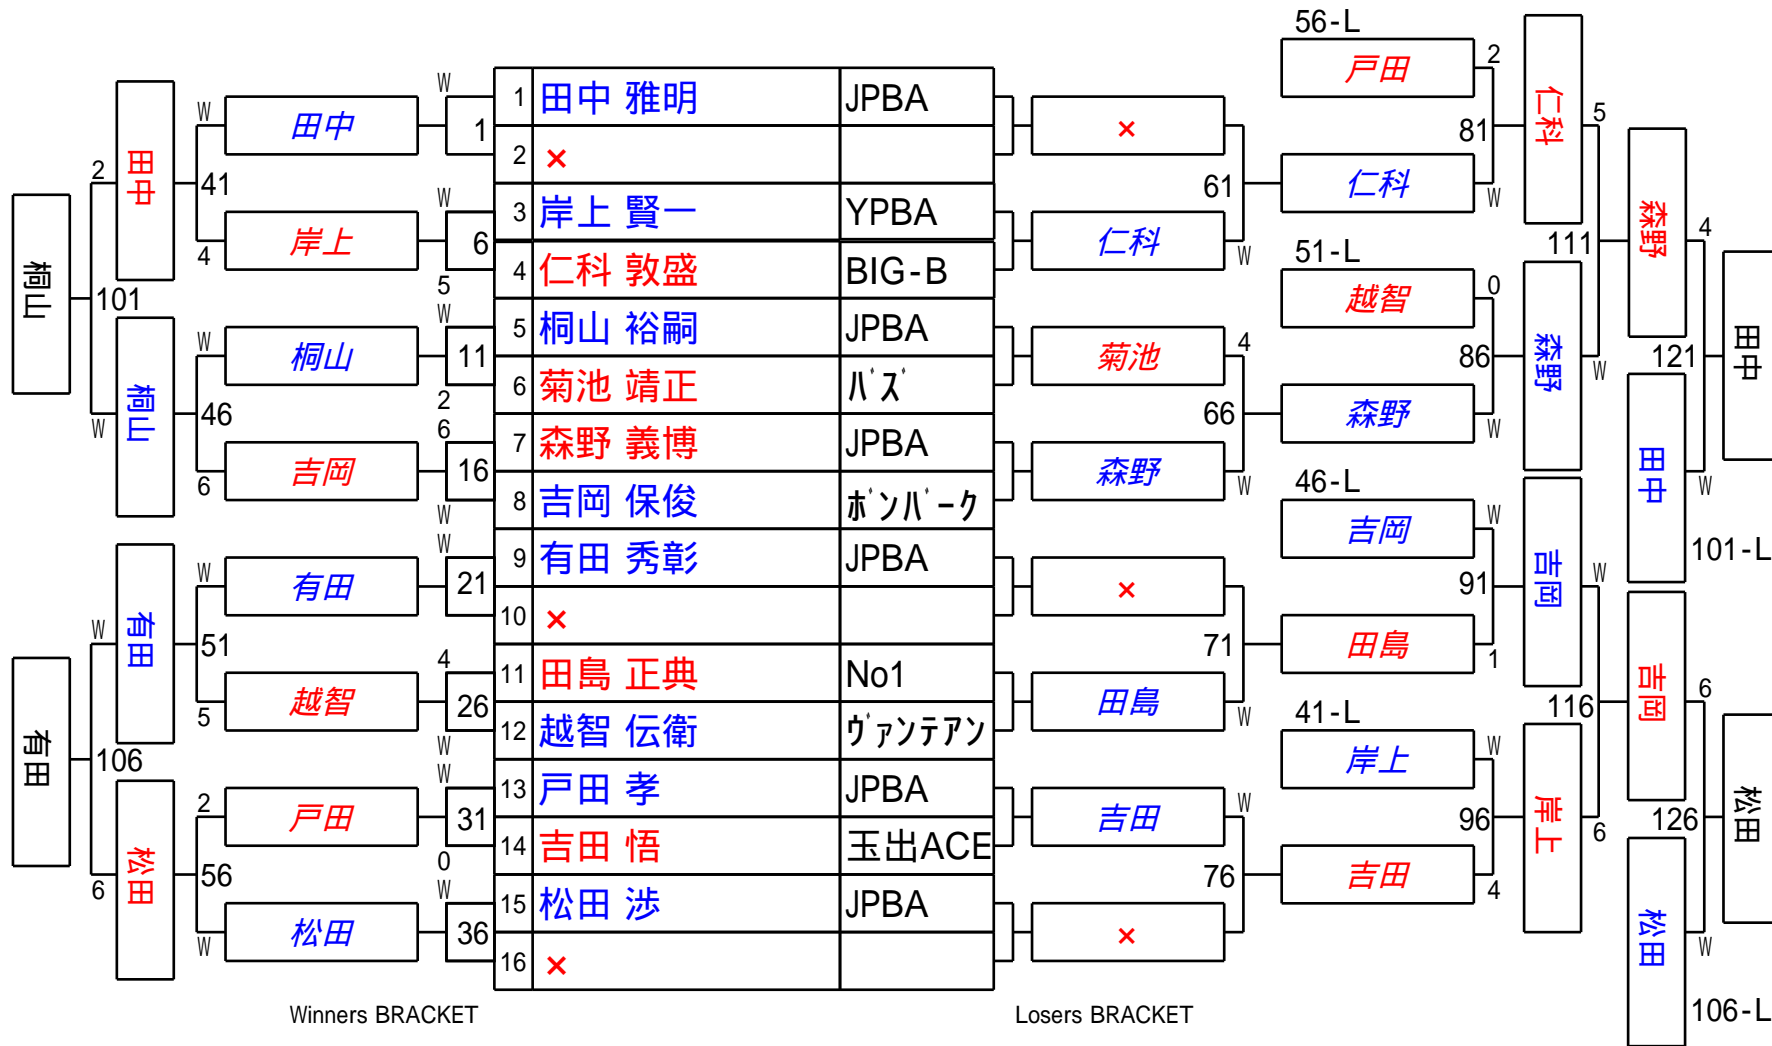 56-L
戸田 2
W 1 田中 雅明 JPBA
田中 W 田中 1 × 81 仁科 5
2 ×
2 41 W 61 仁科 W
岸上 4 6 3 岸上 賢一 YPBA 仁科 W 森野 4
5 4 仁科 敦盛 BIG-B 51-L 111
桐山 101 越智 0
W 桐山 W 11 5 桐山 裕嗣 JPBA 菊池 4 86 森野 W 121 田中
2 6 菊池 靖正 バズ
W 桐山 46 6 66 森野 W
吉岡 6 16 7 森野 義博 JPBA 森野 W 田中 W
W 8 吉岡 保俊 ボンバーク 46-L
吉岡 W 101-L
W 有田 W 21 9 有田 秀彰 JPBA × 91 吉岡 W
10 ×
W 有田 51 4 71 田島 1
越智 5 26 11 田島 正典 No1 田島 W 吉岡 6
W 12 越智 伝衛 ヴァンテアン 41-L 116
有田 106 岸上 W
2 戸田 W 31 13 戸田 孝 JPBA 吉田 W 96 岸上 6 126 松田
0 14 吉田 悟 玉出ACE
6 松田 56 W 76 吉田 4
松田 W 36 15 松田 渉 JPBA × 松田 W
16 ×
106-L
Winners BRACKET Losers BRACKET